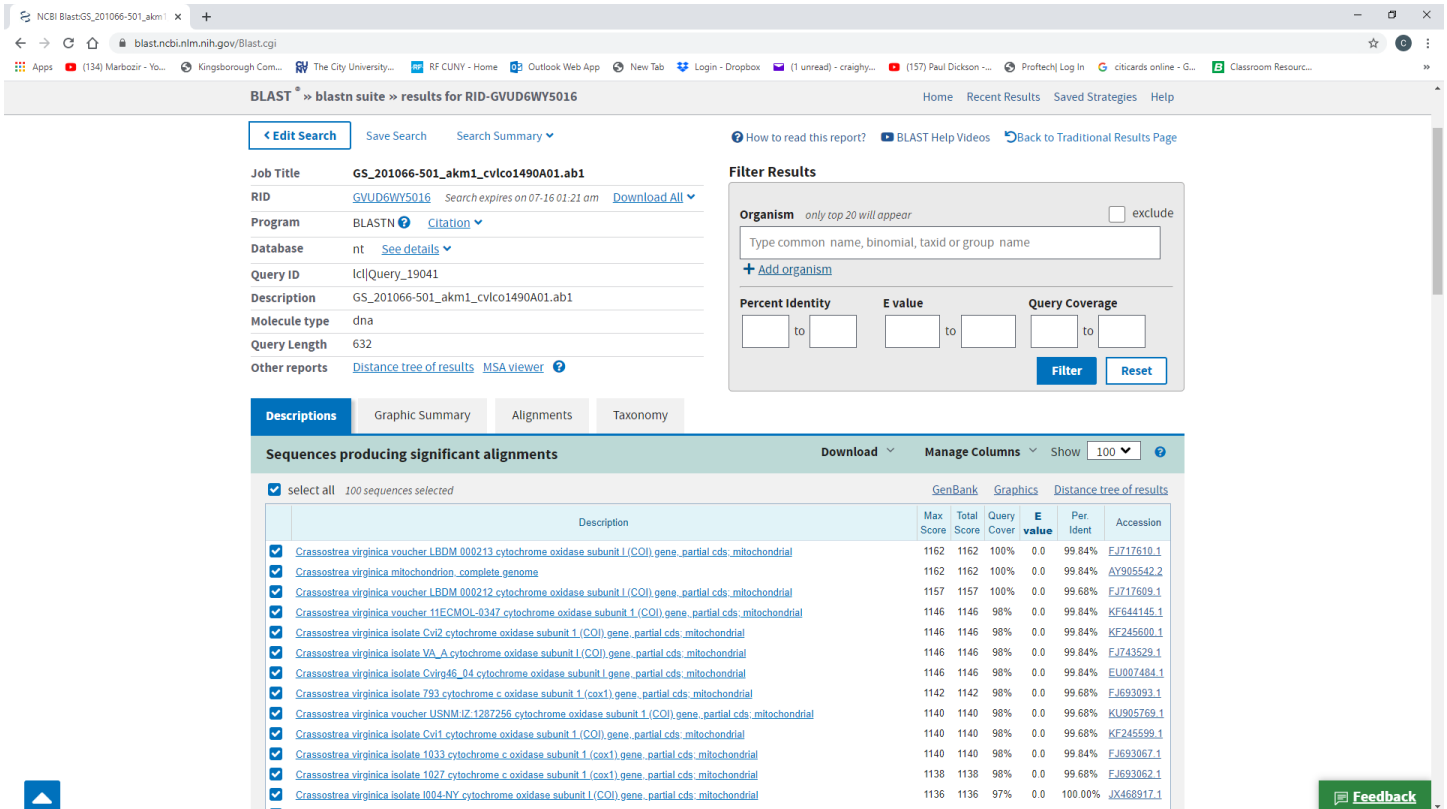 NCBI Blast:GS_201066-501_akm1
blast.ncbi.nlm.nih.gov/Blast.cgi
Apps (134) Marbozir - Yo... Kingsborough Com... The City University... RF CUNY - Home Outlook Web App New Tab Login - Dropbox (1 unread) - craighy... (157) Paul Dickson -... Proftech| Log In citicards online - G... Classroom Resourc... »
BLAST ® » blastn suite » results for RID-GVUD6WY5016 Home Recent Results Saved Strategies Help
< Edit Search Save Search Search Summary How to read this report? BLAST Help Videos Back to Traditional Results Page
Job Title GS_201066-501_akm1_cvlco1490A01.ab1
RID GVUD6WY5016 Search expires on 07-16 01:21 am Download All
Program BLASTN ? Citation
Database nt See details
Query ID lcl|Query_19041
Description GS_201066-501_akm1_cvlco1490A01.ab1
Molecule type dna
Query Length 632
Other reports Distance tree of results MSA viewer ?
Filter Results
Organism only top 20 will appear exclude
Type common name, binomial, taxid or group name
+ Add organism
Percent Identity E value Query Coverage
to to to
Filter Reset
Descriptions Graphic Summary Alignments Taxonomy
Sequences producing significant alignments Download Manage Columns Show 100 ?
select all 100 sequences selected GenBank Graphics Distance tree of results
Description Max Score Total Score Query Cover E value Per. Ident Accession
Crassostrea virginica voucher LBDM 000213 cytochrome oxidase subunit I (COI) gene, partial cds; mitochondrial 1162 1162 100% 0.0 99.84% FJ717610.1
Crassostrea virginica mitochondrion, complete genome 1162 1162 100% 0.0 99.84% AY905542.2
Crassostrea virginica voucher LBDM 000212 cytochrome oxidase subunit I (COI) gene, partial cds; mitochondrial 1157 1157 100% 0.0 99.68% FJ717609.1
Crassostrea virginica voucher 11ECMOL-0347 cytochrome oxidase subunit 1 (COI) gene, partial cds; mitochondrial 1146 1146 98% 0.0 99.84% KF644145.1
Crassostrea virginica isolate Cvi2 cytochrome oxidase subunit 1 (COI) gene, partial cds; mitochondrial 1146 1146 98% 0.0 99.84% KF245600.1
Crassostrea virginica isolate VA_A cytochrome oxidase subunit I (COI) gene, partial cds; mitochondrial 1146 1146 98% 0.0 99.84% FJ743529.1
Crassostrea virginica isolate Cvirg46_04 cytochrome oxidase subunit I gene, partial cds; mitochondrial 1146 1146 98% 0.0 99.84% EU007484.1
Crassostrea virginica isolate 793 cytochrome c oxidase subunit 1 (cox1) gene, partial cds; mitochondrial 1142 1142 98% 0.0 99.68% FJ693093.1
Crassostrea virginica voucher USNM:IZ:1287256 cytochrome oxidase subunit 1 (COI) gene, partial cds; mitochondrial 1140 1140 98% 0.0 99.68% KU905769.1
Crassostrea virginica isolate Cvi1 cytochrome oxidase subunit 1 (COI) gene, partial cds; mitochondrial 1140 1140 98% 0.0 99.68% KF245599.1
Crassostrea virginica isolate 1033 cytochrome c oxidase subunit 1 (cox1) gene, partial cds; mitochondrial 1140 1140 98% 0.0 99.84% FJ693067.1
Crassostrea virginica isolate 1027 cytochrome c oxidase subunit 1 (cox1) gene, partial cds; mitochondrial 1138 1138 98% 0.0 99.68% FJ693062.1
Crassostrea virginica isolate I004-NY cytochrome oxidase subunit I (COI) gene, partial cds; mitochondrial 1136 1136 97% 0.0 100.00% JX468917.1
Feedback